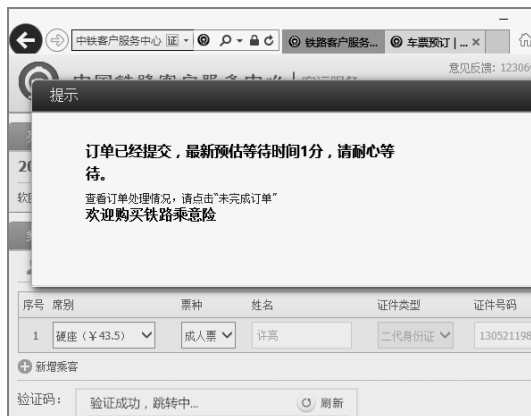 中铁客户服务中心 证
铁路客户服务...
车票预订 | ...
意见反馈: 12306
提示
订单已经提交，最新预估等待时间1分，请耐心等
待。
查看订单处理情况，请点击“未完成订单”
欢迎购买铁路乘意险
序号 席别 票种 姓名 证件类型 证件号码
1 硬座（￥43.5） 成人票 许亮 二代身份证 130521198
新增乘客
验证码： 验证成功，跳转中... 刷新